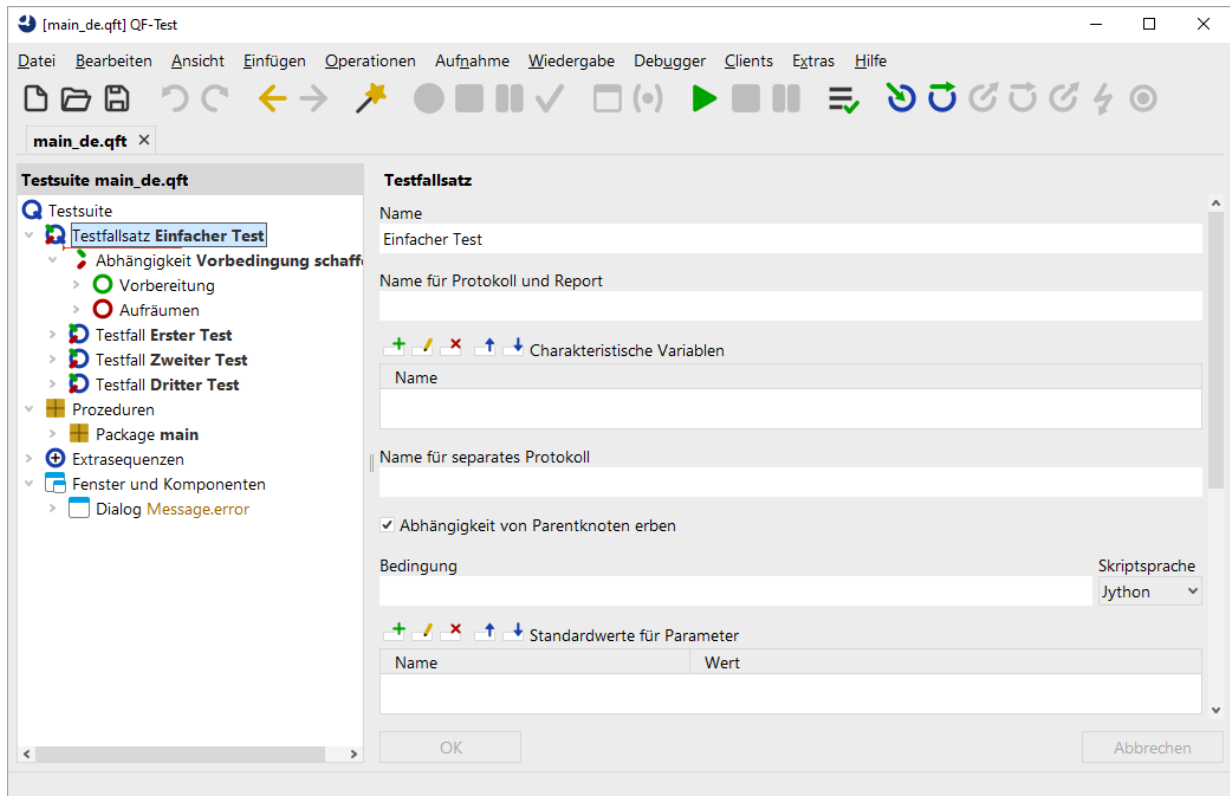 [main_de.qft] QF-Test
Datei Bearbeiten Ansicht Einfügen Operationen Aufnahme Wiedergabe Debugger Clients Extras Hilfe
main_de.qft
Testsuite main_de.qft
Testsuite
Testfallsatz Einfacher Test
Abhängigkeit Vorbedingung schaffe
Vorbereitung
Aufräumen
Testfall Erster Test
Testfall Zweiter Test
Testfall Dritter Test
Prozeduren
Package main
Extrasequenzen
Fenster und Komponenten
Dialog Message.error
Testfallsatz
Name
Einfacher Test
Name für Protokoll und Report
Charakteristische Variablen
Name
Name für separates Protokoll
Abhängigkeit von Parentknoten erben
Bedingung Skriptsprache
Jython
Standardwerte für Parameter
Name Wert
OK Abbrechen